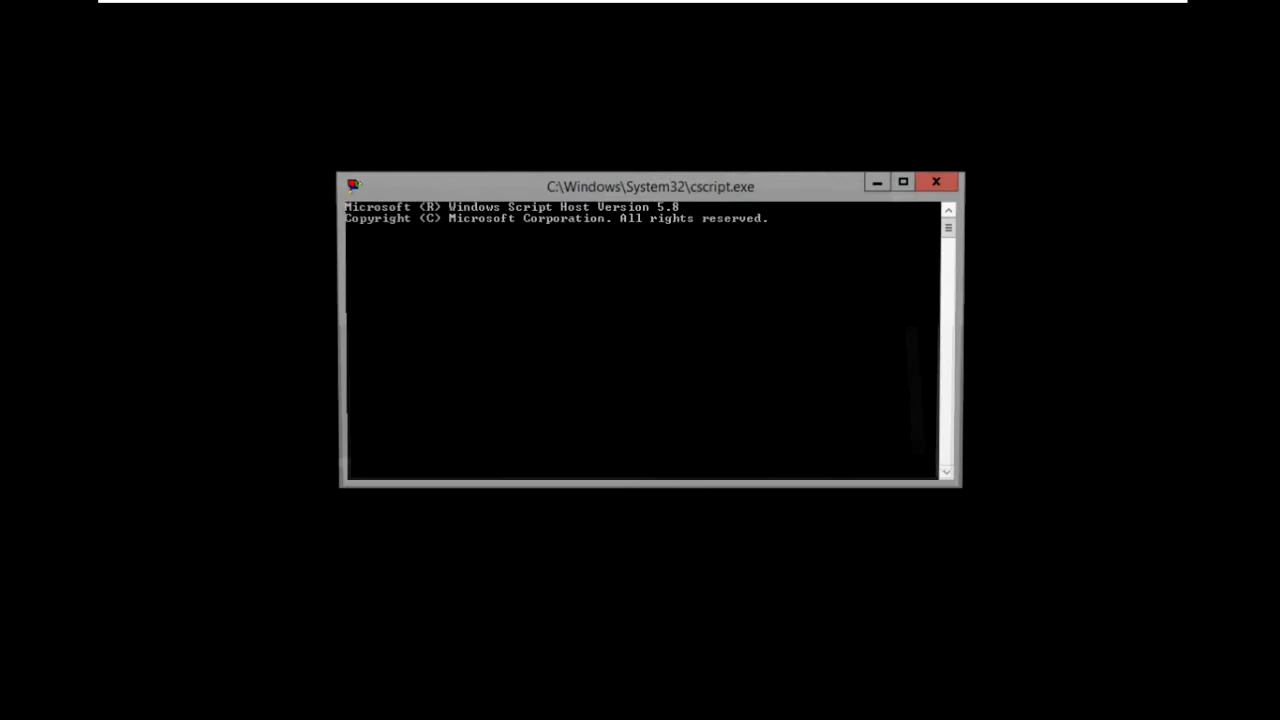 C:\Windows\System32\cscript.exe
Microsoft (R) Windows Script Host Version 5.8
Copyright (C) Microsoft Corporation. All rights reserved.